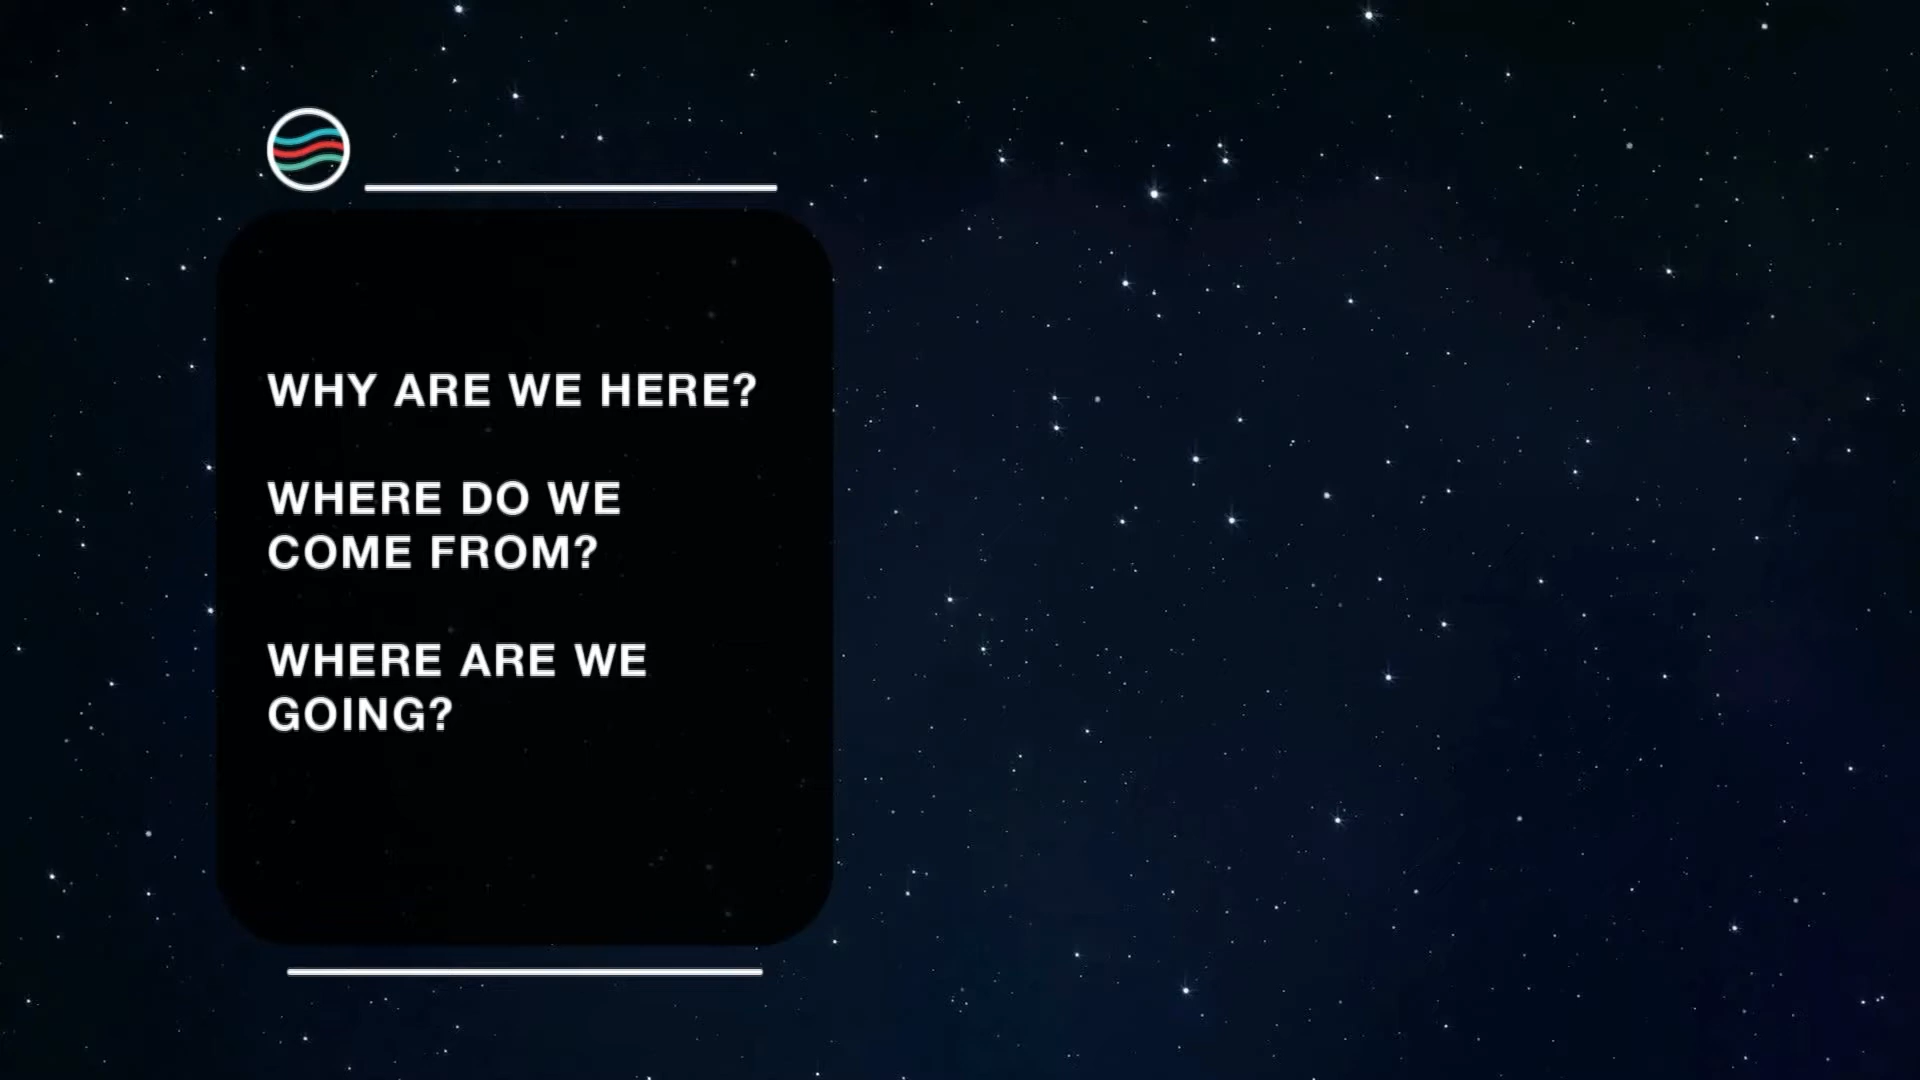 WHY ARE WE HERE?
WHERE DO WE
COME FROM?
WHERE ARE WE
GOING?